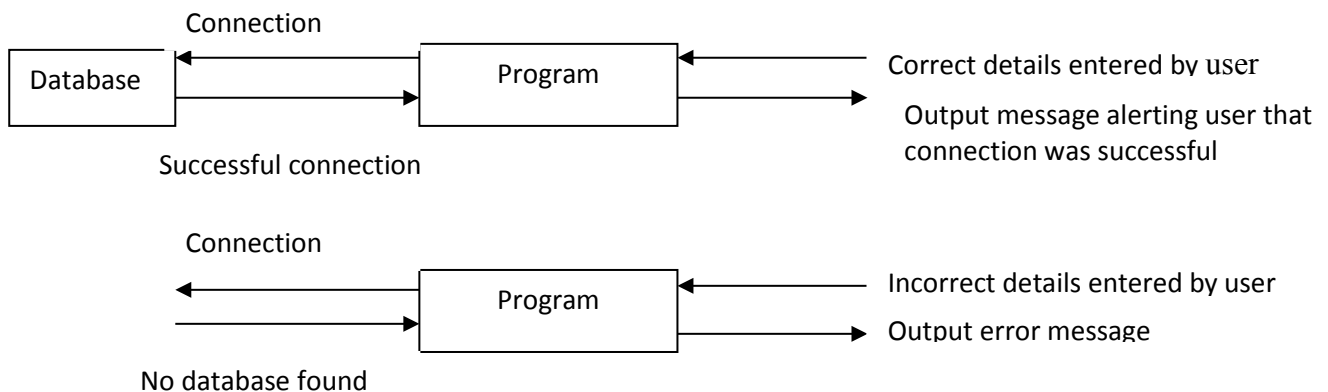 Connection
Database
Program
Correct details entered by user
Output message alerting user that
connection was successful
Successful connection
Connection
Program
Incorrect details entered by user
Output error message
No database found